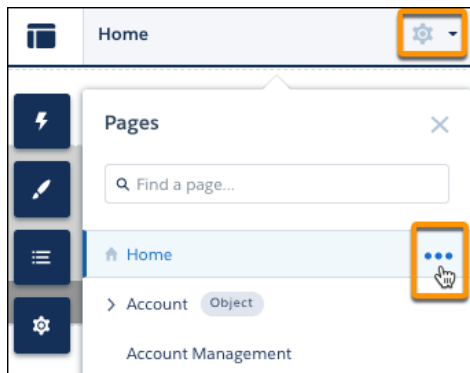 Home
Pages
Find a page...
Home
Account Object
Account Management